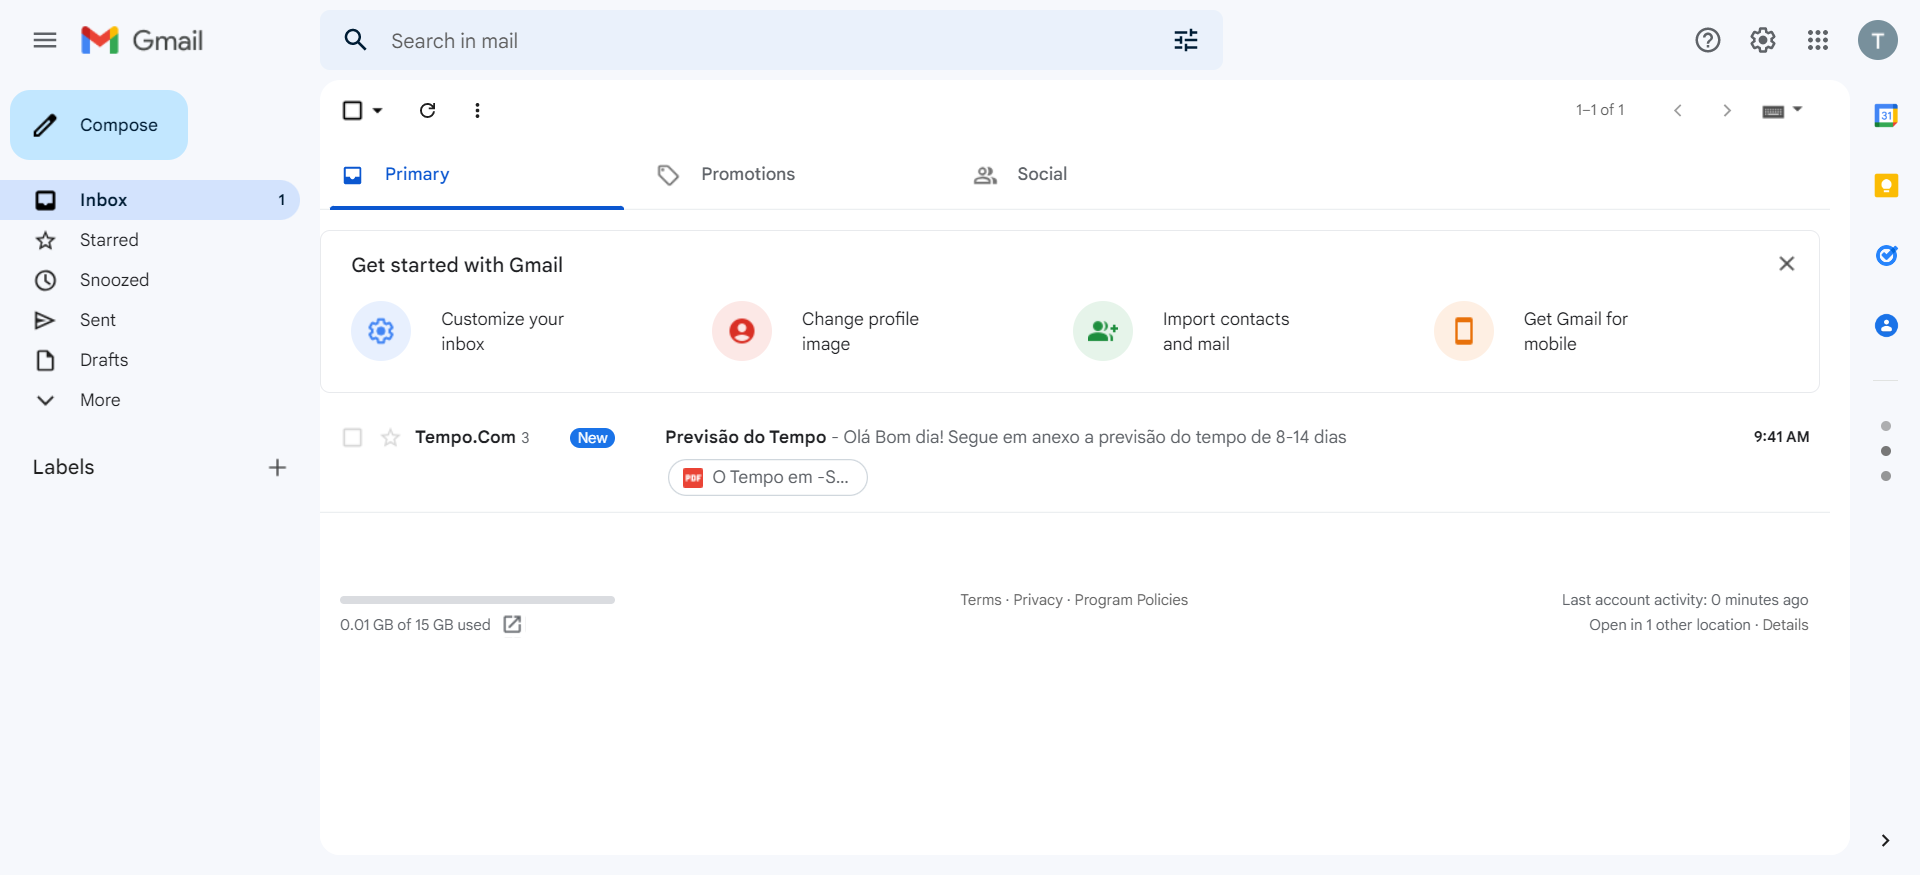 Gmail
Search in mail
T
Compose
Inbox 1
Starred
Snoozed
Sent
Drafts
More
Labels
1–1 of 1
Primary
Promotions
Social
Get started with Gmail
Customize your
inbox
Change profile
image
Import contacts
and mail
Get Gmail for
mobile
Tempo.Com 3 New Previsão do Tempo - Olá Bom dia! Segue em anexo a previsão do tempo de 8-14 dias 9:41 AM
PDF O Tempo em -S...
0.01 GB of 15 GB used
Terms · Privacy · Program Policies
Last account activity: 0 minutes ago
Open in 1 other location · Details
31